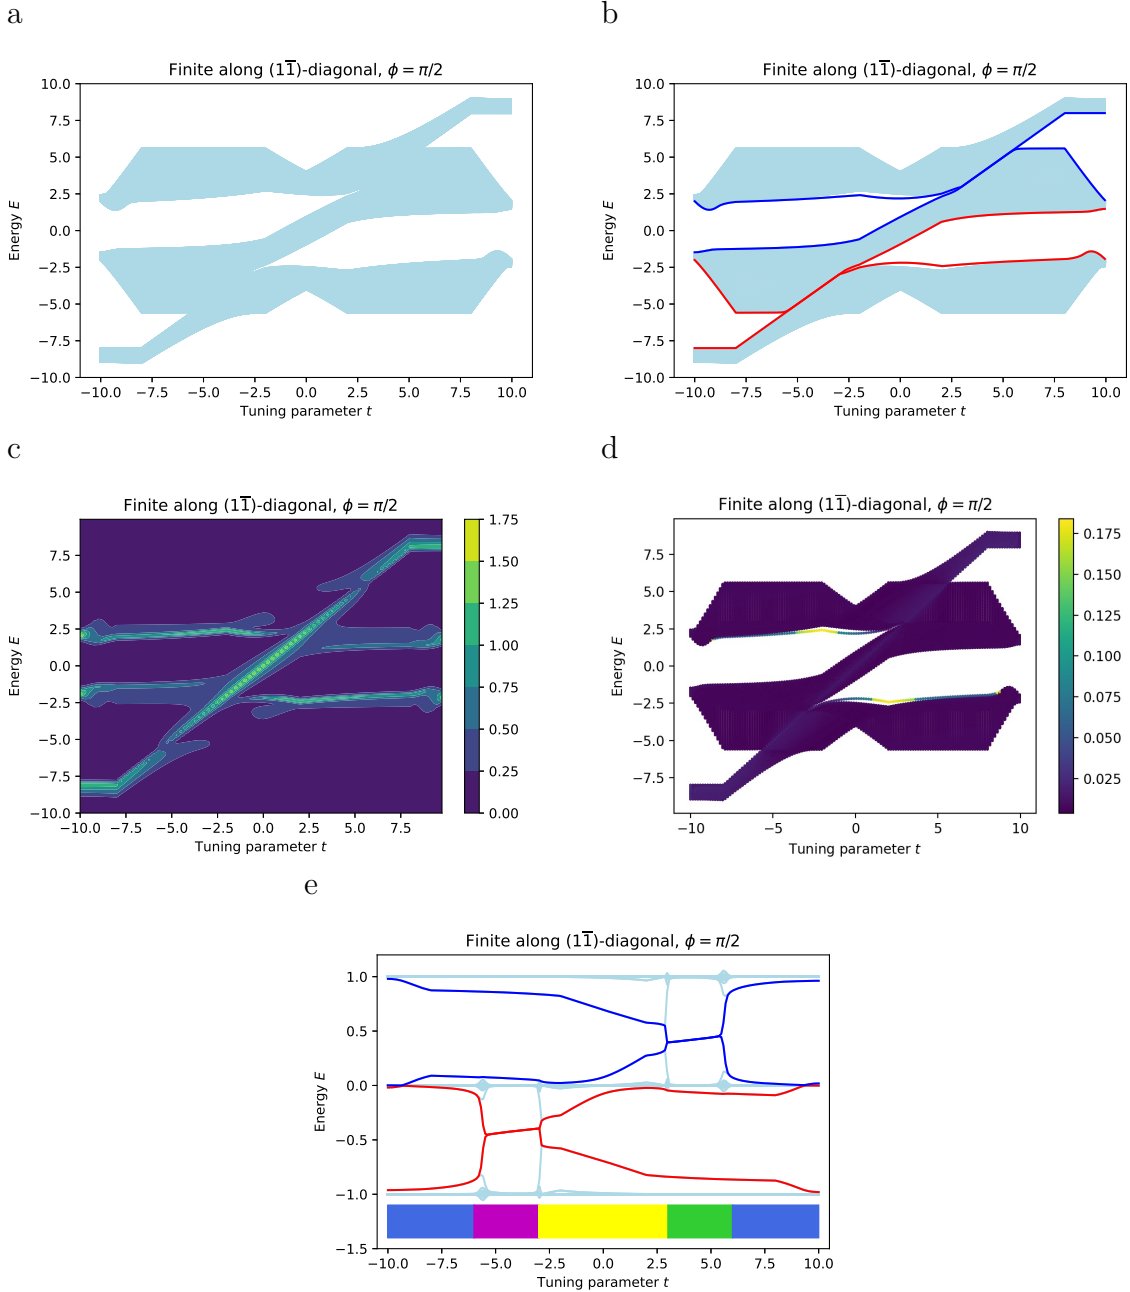 a
b
Finite along (11̅)-diagonal, ϕ = π/2
Finite along (11̅)-diagonal, ϕ = π/2
10.0
7.5
5.0
2.5
0.0
−2.5
−5.0
−7.5
−10.0
Energy E
−10.0 −7.5 −5.0 −2.5 0.0 2.5 5.0 7.5 10.0
Tuning parameter t
10.0
7.5
5.0
2.5
0.0
−2.5
−5.0
−7.5
−10.0
Energy E
−10.0 −7.5 −5.0 −2.5 0.0 2.5 5.0 7.5 10.0
Tuning parameter t
c
d
Finite along (11̅)-diagonal, ϕ = π/2
Finite along (11̅)-diagonal, ϕ = π/2
7.5
5.0
2.5
0.0
−2.5
−5.0
−7.5
−10.0
Energy E
−10.0 −7.5 −5.0 −2.5 0.0 2.5 5.0 7.5
Tuning parameter t
1.75
1.50
1.25
1.00
0.75
0.50
0.25
0.00
7.5
5.0
2.5
0.0
−2.5
−5.0
−7.5
Energy E
−10 −5 0 5 10
Tuning parameter t
0.175
0.150
0.125
0.100
0.075
0.050
0.025
e
Finite along (11̅)-diagonal, ϕ = π/2
1.0
0.5
0.0
−0.5
−1.0
−1.5
Energy E
−10.0 −7.5 −5.0 −2.5 0.0 2.5 5.0 7.5 10.0
Tuning parameter t